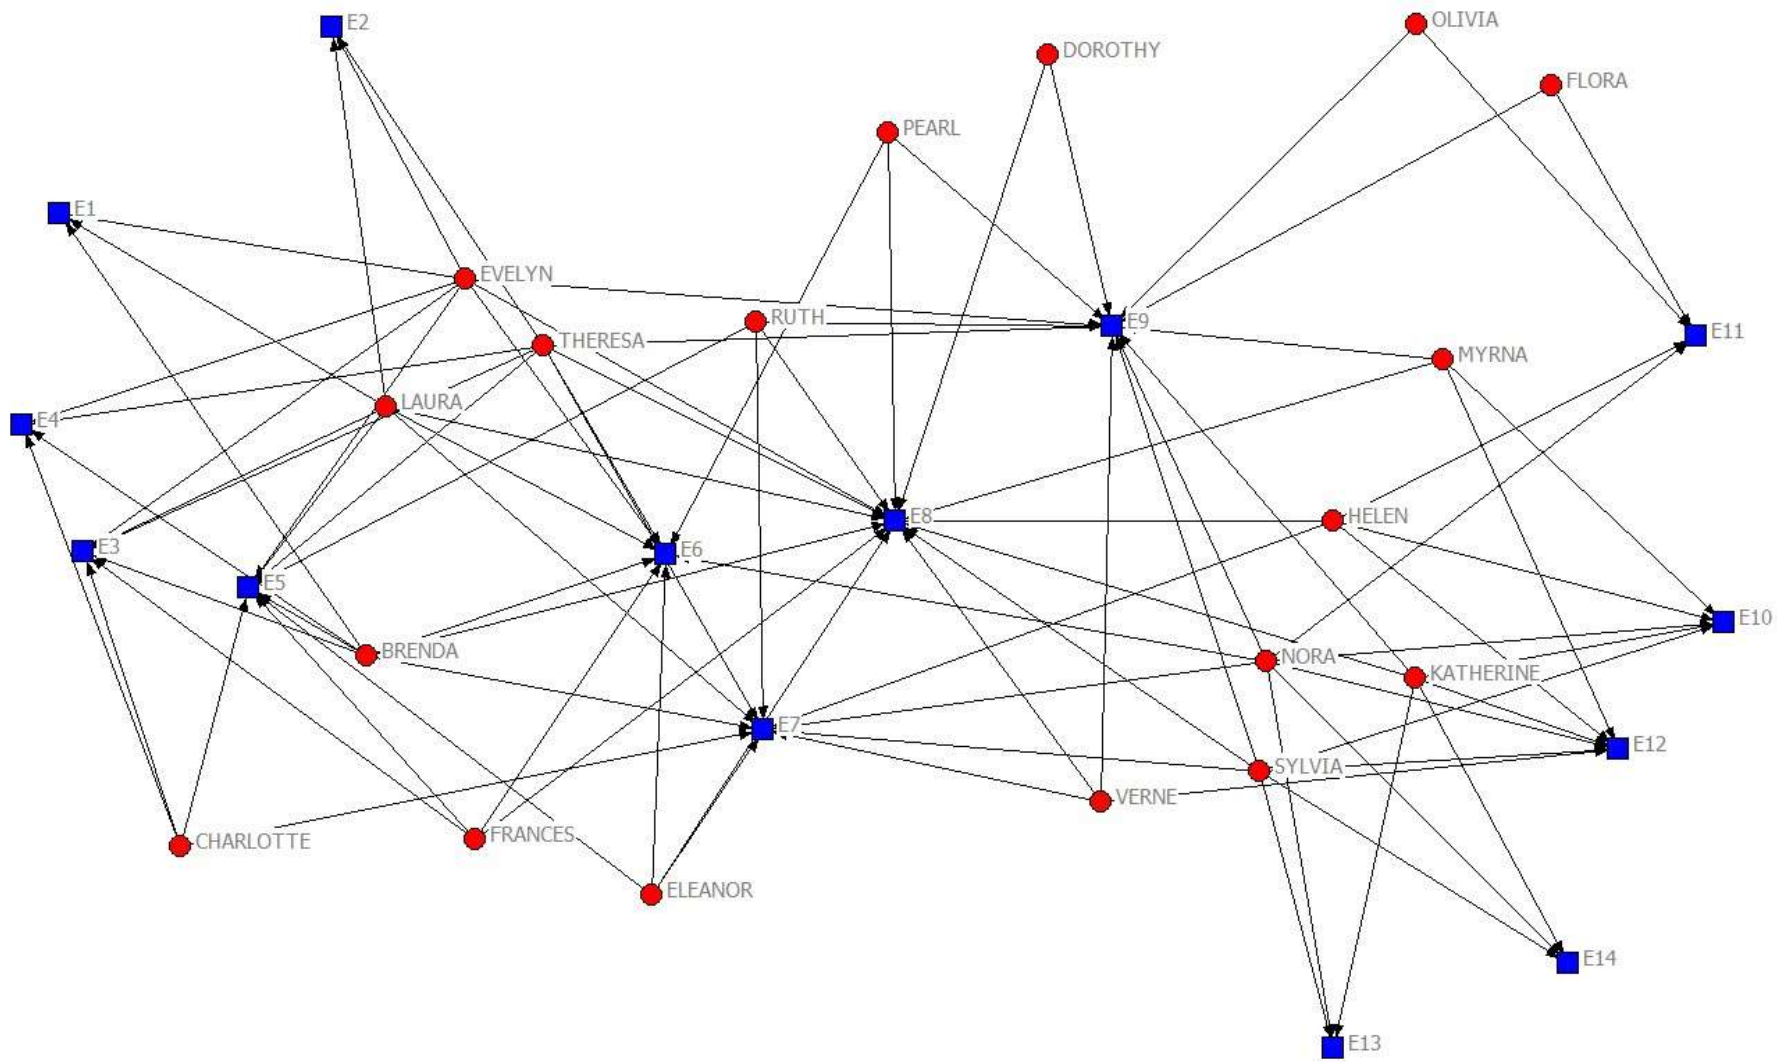 E2
OLIVIA
DOROTHY
FLORA
PEARL
E1
EVELYN
RUTH
E9
E11
THERESA
MYRNA
LAURA
E4
E8
HELEN
E3
E6
E5
E10
BRENDA
NORA
KATHERINE
E7
E12
SYLVIA
VERNE
FRANCES
CHARLOTTE
ELEANOR
E14
E13